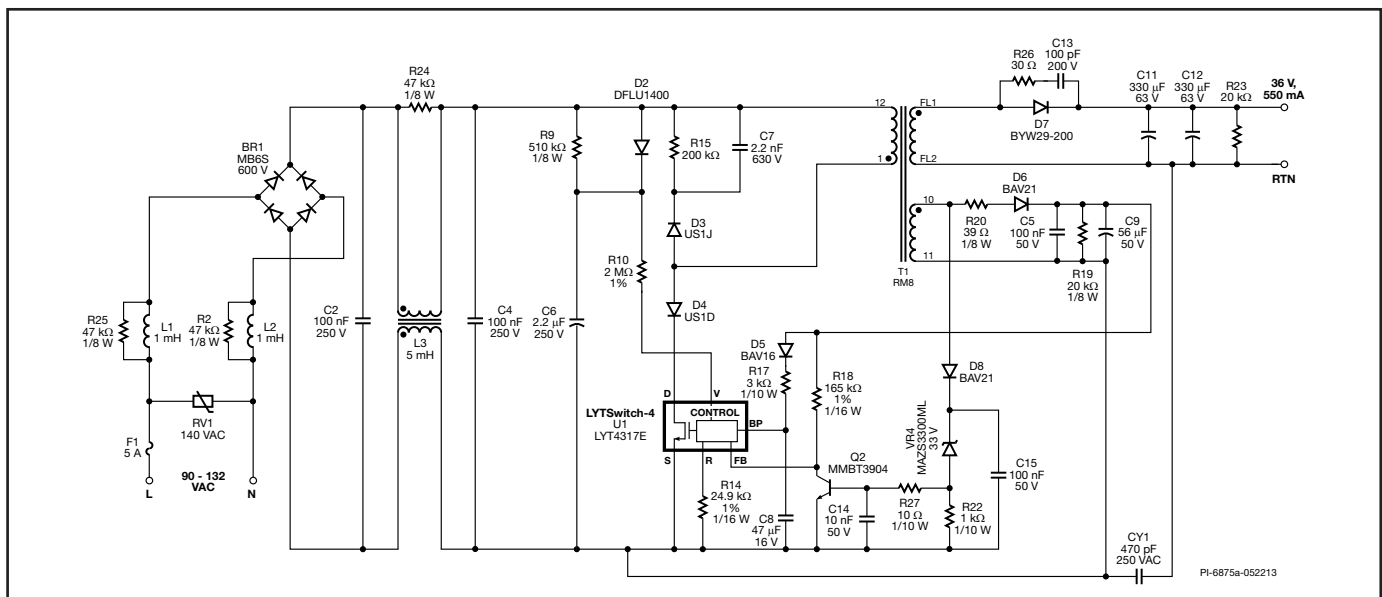 R24
47 kΩ
1/8 W
D2
DFLU1400
R26
30 Ω
C13
100 pF
200 V
D7
BYW29-200
C11
330 µF
63 V
C12
330 µF
63 V
R23
20 kΩ
36 V,
550 mA
RTN
12
1
FL1
FL2
10
11
T1
RM8
BR1
MB6S
600 V
R9
510 kΩ
1/8 W
R15
200 kΩ
C7
2.2 nF
630 V
D3
US1J
R10
2 MΩ
1%
D4
US1D
D6
BAV21
R20
39 Ω
1/8 W
C5
100 nF
50 V
R19
20 kΩ
1/8 W
C9
56 µF
50 V
R25
47 kΩ
1/8 W
L1
1 mH
R2
47 kΩ
1/8 W
L2
1 mH
C2
100 nF
250 V
L3
5 mH
C4
100 nF
250 V
C6
2.2 µF
250 V
D5
BAV16
R17
3 kΩ
1/10 W
R18
165 kΩ
1%
1/16 W
D8
BAV21
RV1
140 VAC
F1
5 A
90 - 132
VAC
L
N
LYTSwitch-4
U1
LYT4317E
D
V
CONTROL
BP
S
R
FB
R14
24.9 kΩ
1%
1/16 W
C8
47 µF
16 V
Q2
MMBT3904
C14
10 nF
50 V
R27
10 Ω
1/10 W
VR4
MAZS3300ML
33 V
R22
1 kΩ
1/10 W
C15
100 nF
50 V
CY1
470 pF
250 VAC
PI-6875a-052213